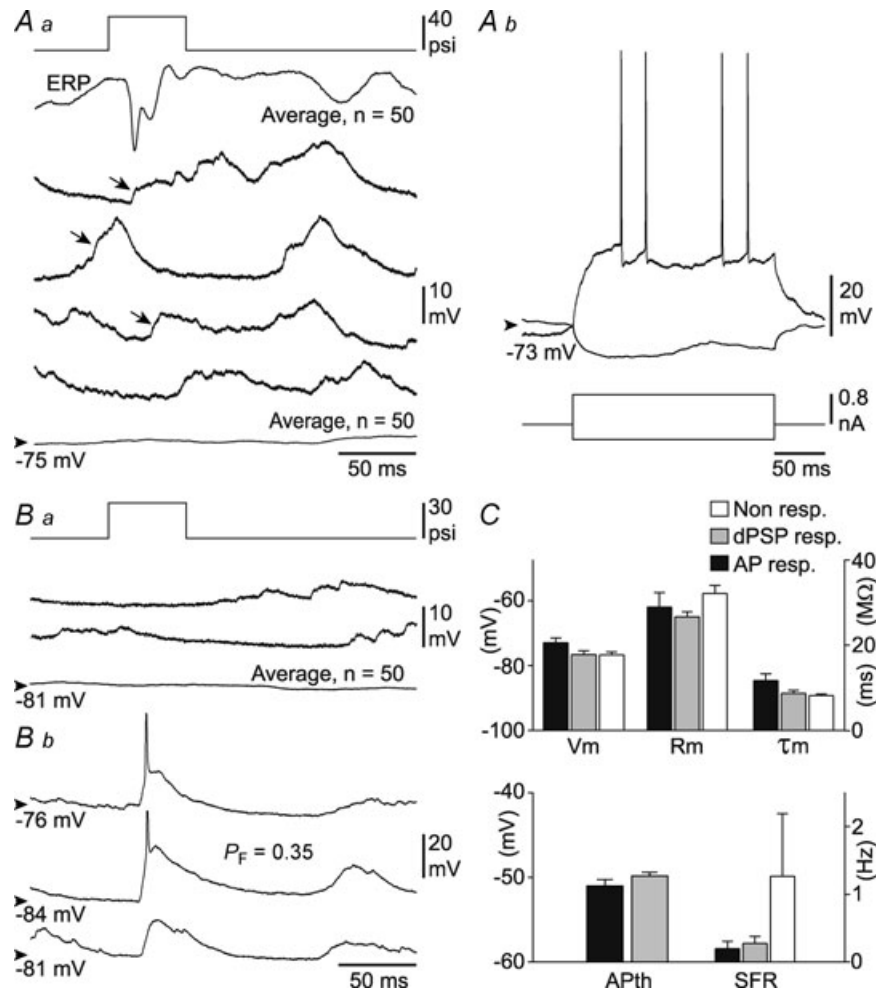 A a
40
psi
ERP
Average, n = 50
10
mV
Average, n = 50
-75 mV
50 ms
A b
20
mV
-73 mV
0.8
nA
50 ms
B a
30
psi
10
mV
Average, n = 50
-81 mV
B b
-76 mV
PF = 0.35
20
mV
-84 mV
-81 mV
50 ms
C
Non resp.
dPSP resp.
AP resp.
(mV)
-60
-80
-100
40
20
0
(MΩ)
(ms)
Vm
Rm
τm
(mV)
-40
-50
-60
2
1
0
(Hz)
APth
SFR